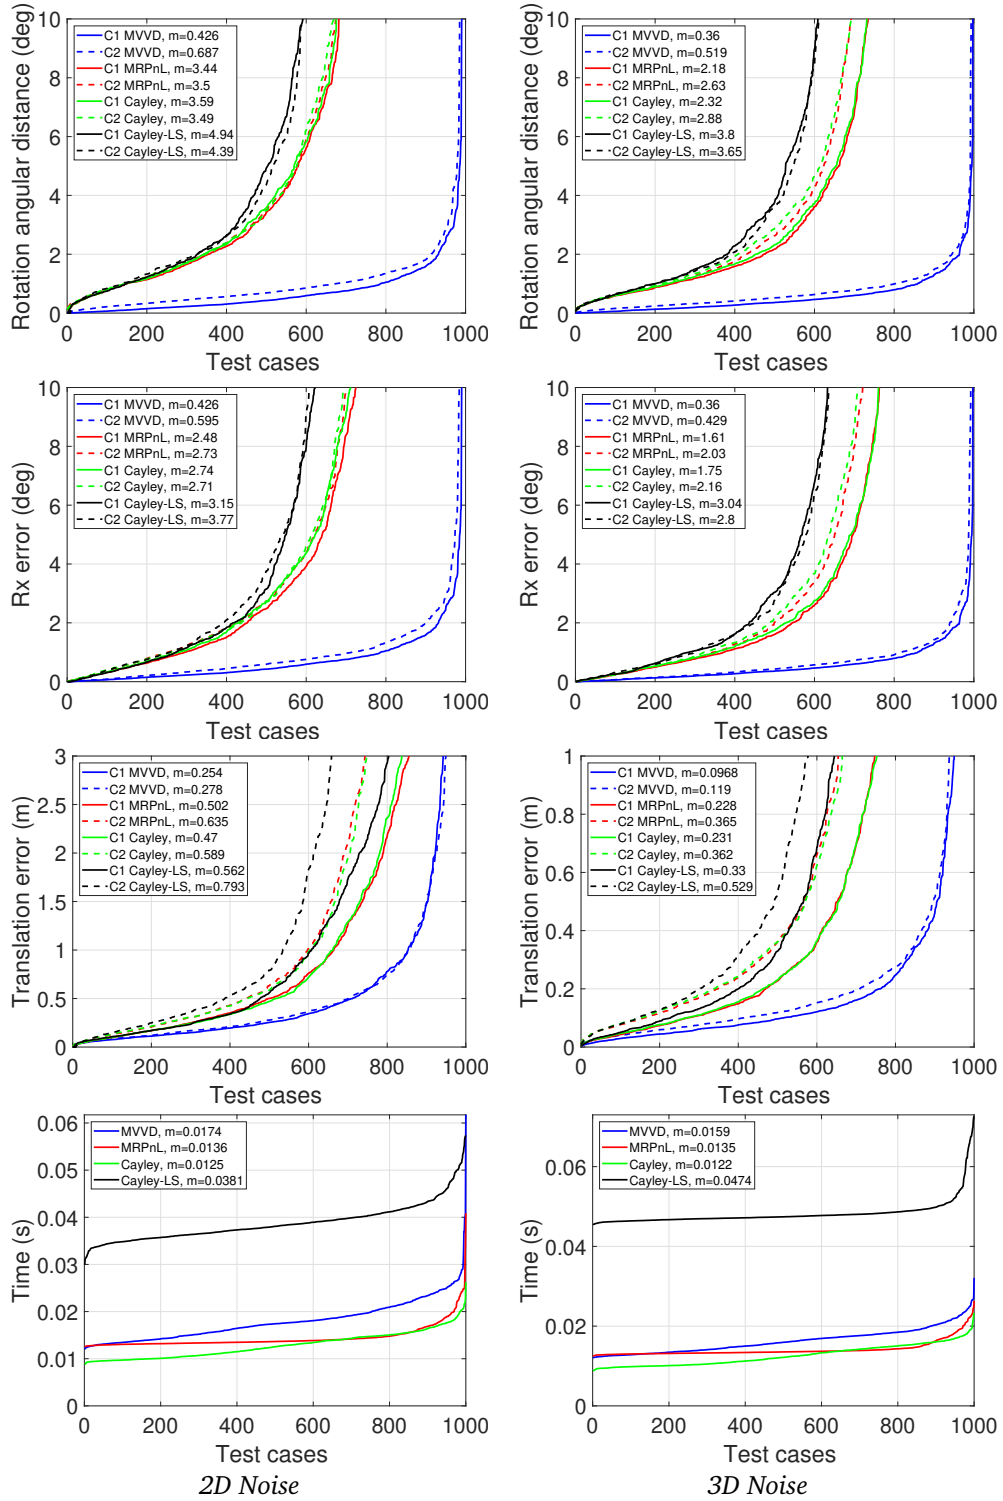 Rotation angular distance (deg)
10
8
6
4
2
0
C1 MVVD, m=0.426
C2 MVVD, m=0.687
C1 MRPnL, m=3.44
C2 MRPnL, m=3.5
C1 Cayley, m=3.59
C2 Cayley, m=3.49
C1 Cayley-LS, m=4.94
C2 Cayley-LS, m=4.39
0 200 400 600 800 1000
Test cases
Rotation angular distance (deg)
10
8
6
4
2
0
C1 MVVD, m=0.36
C2 MVVD, m=0.519
C1 MRPnL, m=2.18
C2 MRPnL, m=2.63
C1 Cayley, m=2.32
C2 Cayley, m=2.88
C1 Cayley-LS, m=3.8
C2 Cayley-LS, m=3.65
0 200 400 600 800 1000
Test cases
Rx error (deg)
10
8
6
4
2
0
C1 MVVD, m=0.426
C2 MVVD, m=0.595
C1 MRPnL, m=2.48
C2 MRPnL, m=2.73
C1 Cayley, m=2.74
C2 Cayley, m=2.71
C1 Cayley-LS, m=3.15
C2 Cayley-LS, m=3.77
0 200 400 600 800 1000
Test cases
Rx error (deg)
10
8
6
4
2
0
C1 MVVD, m=0.36
C2 MVVD, m=0.429
C1 MRPnL, m=1.61
C2 MRPnL, m=2.03
C1 Cayley, m=1.75
C2 Cayley, m=2.16
C1 Cayley-LS, m=3.04
C2 Cayley-LS, m=2.8
0 200 400 600 800 1000
Test cases
Translation error (m)
3
2.5
2
1.5
1
0.5
0
C1 MVVD, m=0.254
C2 MVVD, m=0.278
C1 MRPnL, m=0.502
C2 MRPnL, m=0.635
C1 Cayley, m=0.47
C2 Cayley, m=0.589
C1 Cayley-LS, m=0.562
C2 Cayley-LS, m=0.793
0 200 400 600 800 1000
Test cases
Translation error (m)
1
0.8
0.6
0.4
0.2
0
C1 MVVD, m=0.0968
C2 MVVD, m=0.119
C1 MRPnL, m=0.228
C2 MRPnL, m=0.365
C1 Cayley, m=0.231
C2 Cayley, m=0.362
C1 Cayley-LS, m=0.33
C2 Cayley-LS, m=0.529
0 200 400 600 800 1000
Test cases
Time (s)
0.06
0.05
0.04
0.03
0.02
0.01
0
MVVD, m=0.0174
MRPnL, m=0.0136
Cayley, m=0.0125
Cayley-LS, m=0.0381
0 200 400 600 800 1000
Test cases
2D Noise
Time (s)
0.06
0.04
0.02
0
MVVD, m=0.0159
MRPnL, m=0.0135
Cayley, m=0.0122
Cayley-LS, m=0.0474
0 200 400 600 800 1000
Test cases
3D Noise